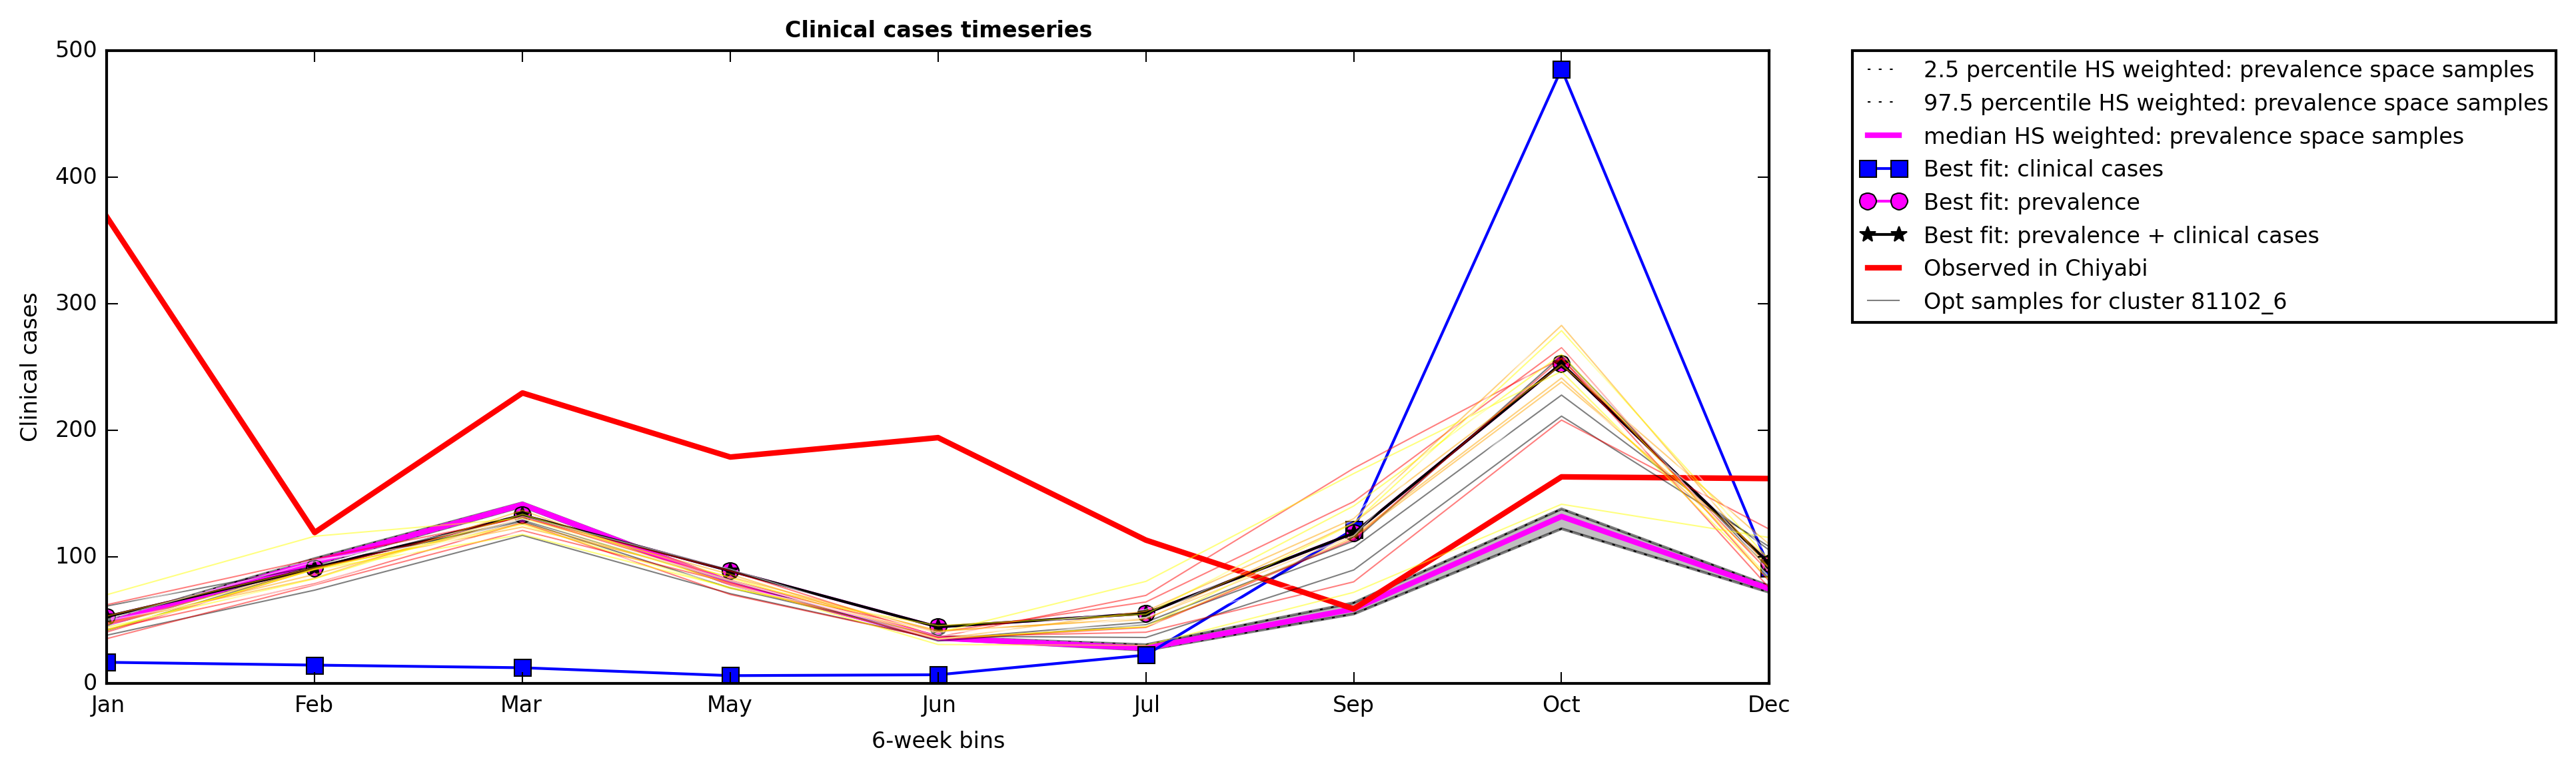 Clinical cases timeseries
500
400
300
200
100
0
Clinical cases
Jan Feb Mar May Jun Jul Sep Oct Dec
6-week bins
2.5 percentile HS weighted: prevalence space samples
97.5 percentile HS weighted: prevalence space samples
median HS weighted: prevalence space samples
Best fit: clinical cases
Best fit: prevalence
Best fit: prevalence + clinical cases
Observed in Chiyabi
Opt samples for cluster 81102_6